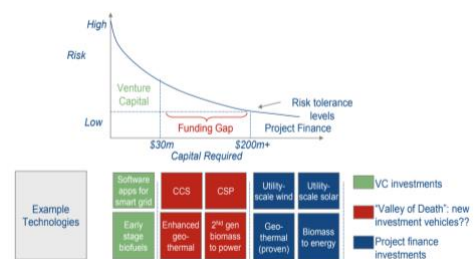 High
Risk
Venture
Capital
Risk tolerance
levels
Low
Funding Gap
Project Finance
$30m
$200m+
Capital Required
Example
Technologies
Software
apps for
smart grid
CCS
CSP
Utility-
scale wind
Utility-
scale solar
Early
stage
biofuels
Enhanced
geo-
thermal
2ND gen
biomass
to power
Geo-
thermal
(proven)
Biomass
to energy
VC investments
"Valley of Death": new
investment vehicles??
Project finance
investments